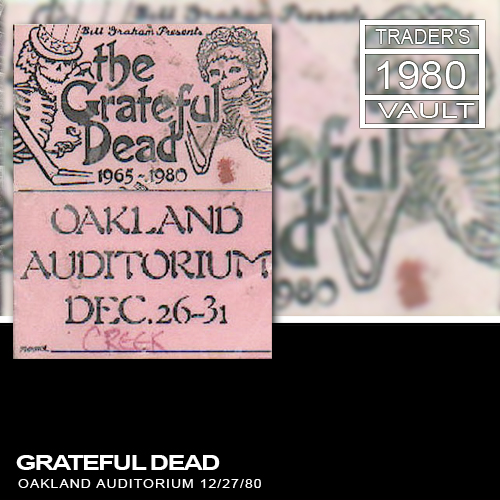 Bill Graham Presents
the
Grateful
Dead
1965~1980
OAKLAND
AUDITORIUM
DEC. 26-31
CREEK
TRADER'S
1980
VAULT
GRATEFUL DEAD
OAKLAND AUDITORIUM 12/27/80